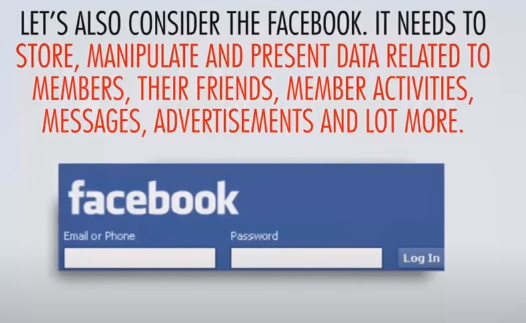 LET'S ALSO CONSIDER THE FACEBOOK. IT NEEDS TO
STORE, MANIPULATE AND PRESENT DATA RELATED TO
MEMBERS, THEIR FRIENDS, MEMBER ACTIVITIES,
MESSAGES, ADVERTISEMENTS AND LOT MORE.
facebook
Email or Phone Password
Log In